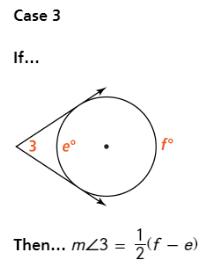 Case 3
If...
3 e° f°
Then... m∠3 = 1/2(f − e)